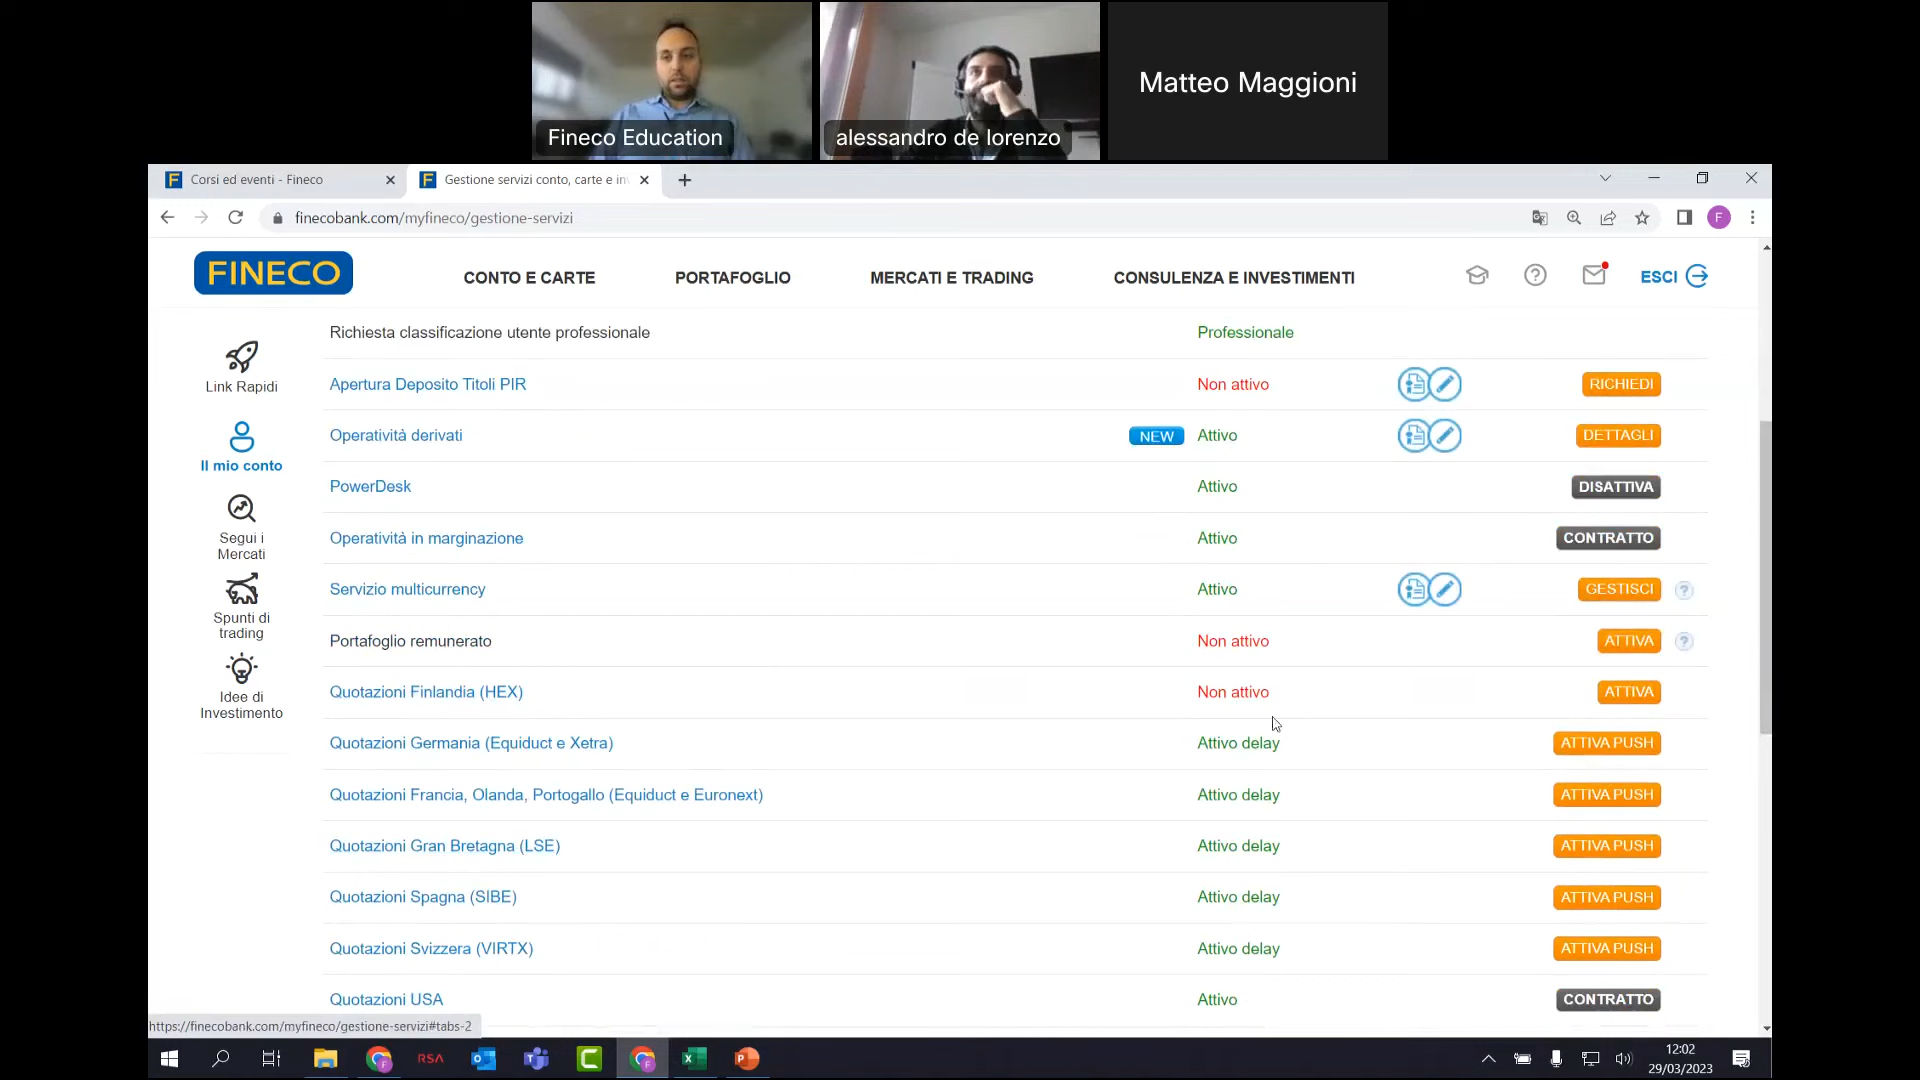 Fineco Education
alessandro de lorenzo
Matteo Maggioni
Corsi ed eventi - Fineco
Gestione servizi conto, carte e in
finecobank.com/myfineco/gestione-servizi
F
FINECO
CONTO E CARTE
PORTAFOGLIO
MERCATI E TRADING
CONSULENZA E INVESTIMENTI
ESCI
Link Rapidi
Il mio conto
Segui i
Mercati
Spunti di
trading
Idee di
Investimento
Richiesta classificazione utente professionale Professionale
Apertura Deposito Titoli PIR Non attivo RICHIEDI
Operatività derivati NEW Attivo DETTAGLI
PowerDesk Attivo DISATTIVA
Operatività in marginazione Attivo CONTRATTO
Servizio multicurrency Attivo GESTISCI ?
Portafoglio remunerato Non attivo ATTIVA ?
Quotazioni Finlandia (HEX) Non attivo ATTIVA
Quotazioni Germania (Equiduct e Xetra) Attivo delay ATTIVA PUSH
Quotazioni Francia, Olanda, Portogallo (Equiduct e Euronext) Attivo delay ATTIVA PUSH
Quotazioni Gran Bretagna (LSE) Attivo delay ATTIVA PUSH
Quotazioni Spagna (SIBE) Attivo delay ATTIVA PUSH
Quotazioni Svizzera (VIRTX) Attivo delay ATTIVA PUSH
Quotazioni USA Attivo CONTRATTO
https://finecobank.com/myfineco/gestione-servizi#tabs-2
RSA
12:02
29/03/2023